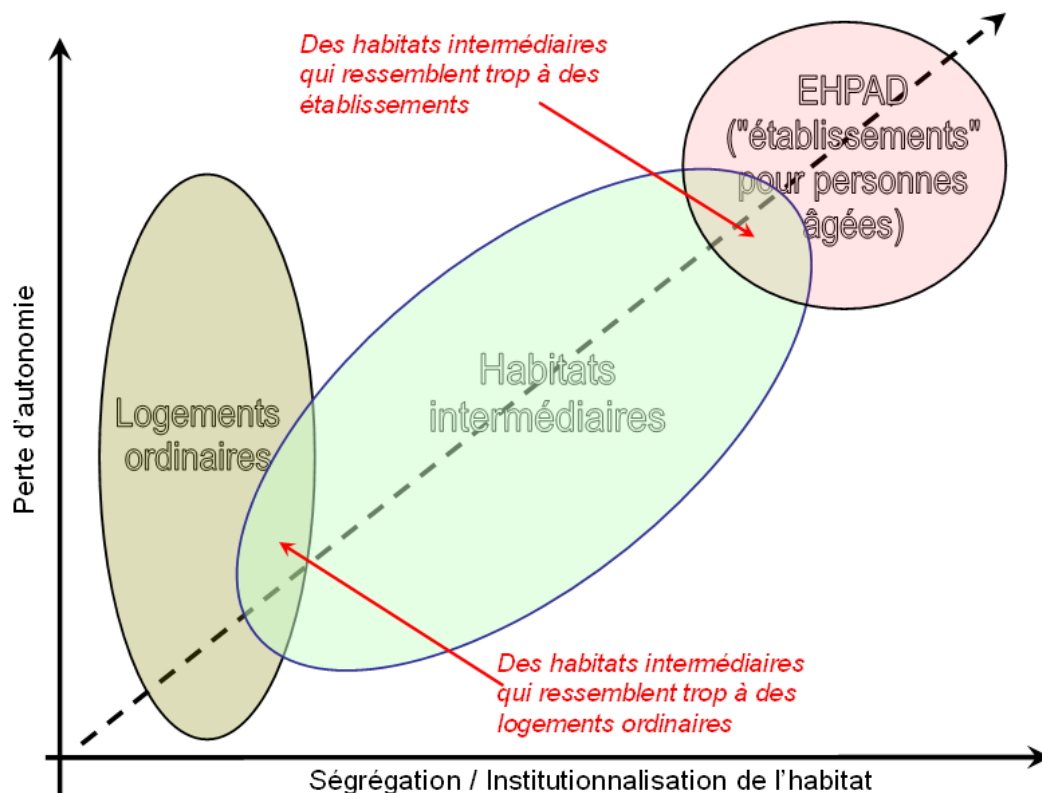 Des habitats intermédiaires
qui ressemblent trop à des
établissements
EHPAD
("établissements"
pour personnes
âgées)
Perte d'autonomie
Logements
ordinaires
Habitats
intermédiaires
Des habitats intermédiaires
qui ressemblent trop à des
logements ordinaires
Ségrégation / Institutionnalisation de l'habitat